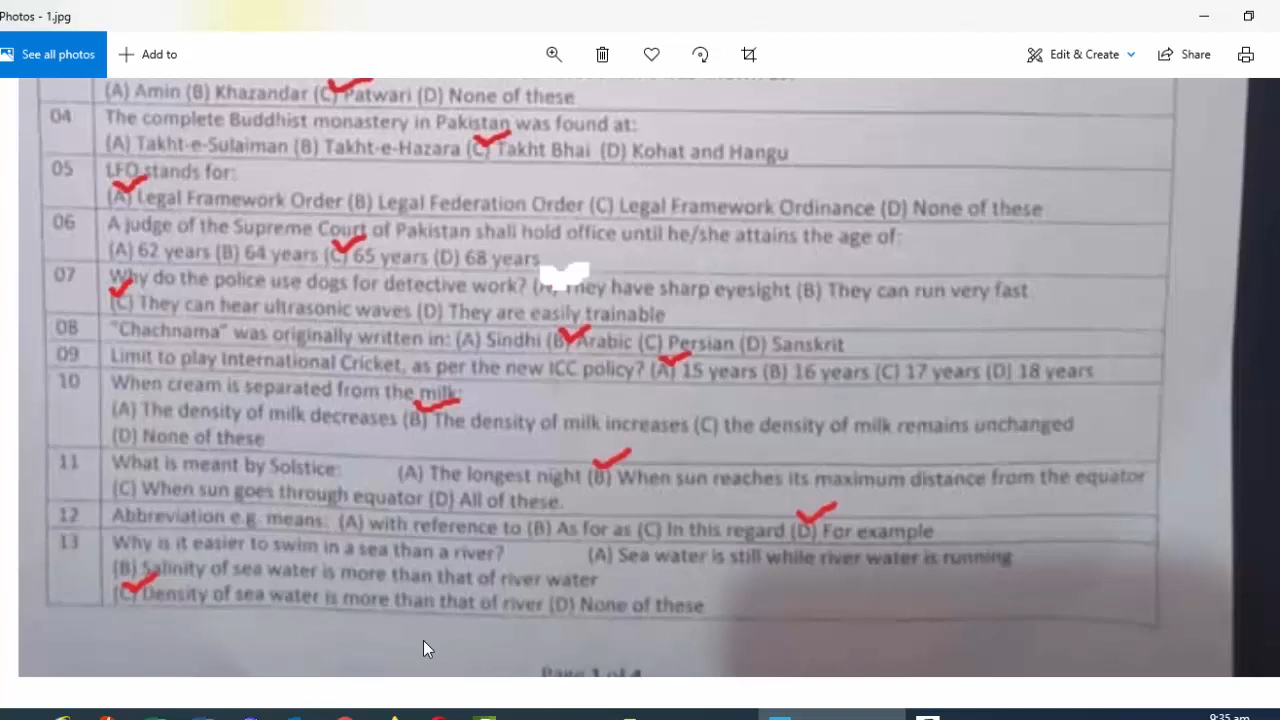 Photos - 1.jpg
See all photos
Add to
Edit & Create
Share
(A) Amin (B) Khazandar (C) Patwari (D) None of these
04 The complete Buddhist monastery in Pakistan was found at:
(A) Takht-e-Sulaiman (B) Takht-e-Hazara (C) Takht Bhai (D) Kohat and Hangu
05 LFO stands for:
(A) Legal Framework Order (B) Legal Federation Order (C) Legal Framework Ordinance (D) None of these
06 A judge of the Supreme Court of Pakistan shall hold office until he/she attains the age of:
(A) 62 years (B) 64 years (C) 65 years (D) 68 years
07 Why do the police use dogs for detective work? (A) They have sharp eyesight (B) They can run very fast
(C) They can hear ultrasonic waves (D) They are easily trainable
08 "Chachnama" was originally written in: (A) Sindhi (B) Arabic (C) Persian (D) Sanskrit
09 Limit to play International Cricket, as per the new ICC policy? (A) 15 years (B) 16 years (C) 17 years (D) 18 years
10 When cream is separated from the milk:
(A) The density of milk decreases (B) The density of milk increases (C) the density of milk remains unchanged
(D) None of these
11 What is meant by Solstice: (A) The longest night (B) When sun reaches its maximum distance from the equator
(C) When sun goes through equator (D) All of these.
12 Abbreviation e.g. means: (A) with reference to (B) As for as (C) In this regard (D) For example
13 Why is it easier to swim in a sea than a river? (A) Sea water is still while river water is running
(B) Salinity of sea water is more than that of river water
(C) Density of sea water is more than that of river (D) None of these
Page 1 of 4
9:35 am